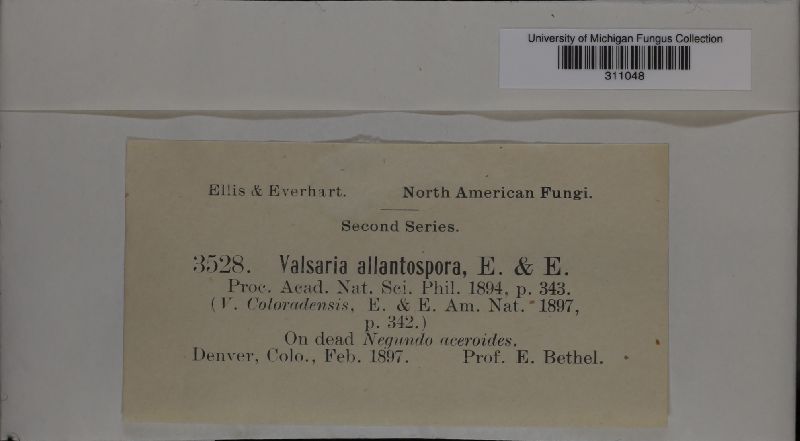 University of Michigan Fungus Collection
311048
Ellis & Everhart. North American Fungi.
Second Series.
3528. Valsaria allantospora, E. & E.
Proc. Acad. Nat. Sci. Phil. 1894, p. 343.
(V. Coloradensis, E. & E. Am. Nat. 1897,
p. 342.)
On dead Negundo aceroides.
Denver, Colo., Feb. 1897. Prof. E. Bethel.